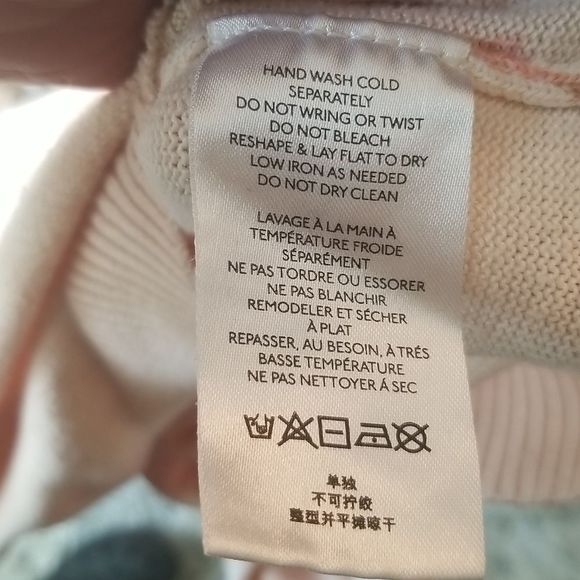 HAND WASH COLD
SEPARATELY
DO NOT WRING OR TWIST
DO NOT BLEACH
RESHAPE & LAY FLAT TO DRY
LOW IRON AS NEEDED
DO NOT DRY CLEAN
LAVAGE À LA MAIN À
TEMPÉRATURE FROIDE
SÉPARÉMENT
NE PAS TORDRE OU ESSORER
NE PAS BLANCHIR
REMODELER ET SÉCHER
À PLAT
REPASSER, AU BESOIN, À TRÉS
BASSE TEMPÉRATURE
NE PAS NETTOYER Á SEC
单独
不可拧绞
整型并平摊晾干